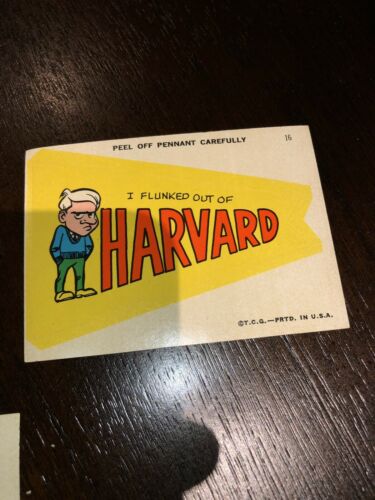 PEEL OFF PENNANT CAREFULLY 16
I FLUNKED OUT OF
HARVARD
©T.C.G.—PRTD. IN U.S.A.